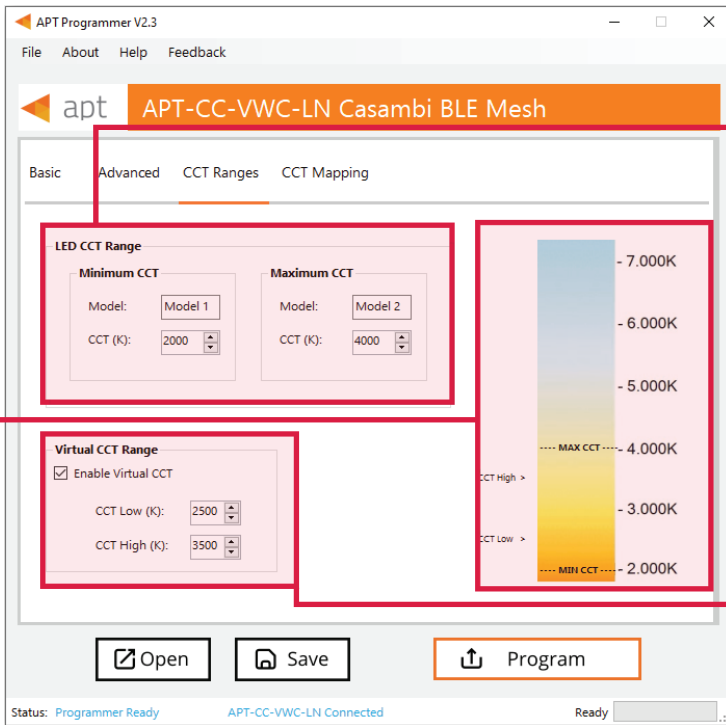 APT Programmer V2.3
File About Help Feedback
apt APT-CC-VWC-LN Casambi BLE Mesh
Basic Advanced CCT Ranges CCT Mapping
LED CCT Range
Minimum CCT
Model: Model 1
CCT (K): 2000
Maximum CCT
Model: Model 2
CCT (K): 4000
Virtual CCT Range
Enable Virtual CCT
CCT Low (K): 2500
CCT High (K): 3500
- 7.000K
- 6.000K
- 5.000K
---- MAX CCT ---- - 4.000K
CCT High >
- 3.000K
CCT Low >
---- MIN CCT ---- - 2.000K
Open Save Program
Status: Programmer Ready APT-CC-VWC-LN Connected Ready